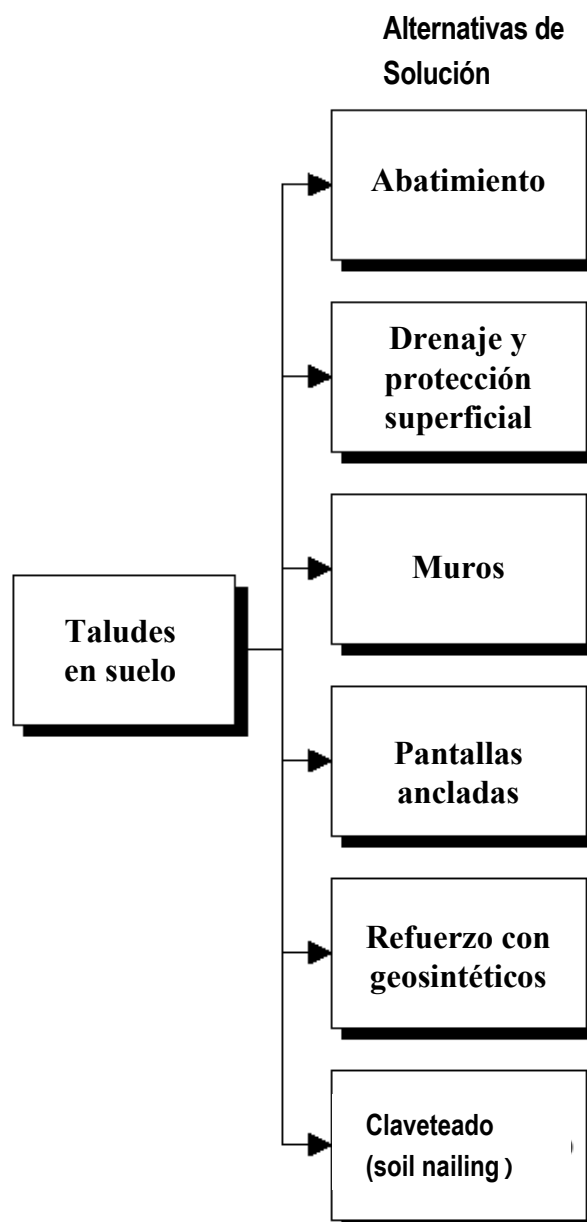 Alternativas de
Solución
Abatimiento
Drenaje y
protección
superficial
Muros
Taludes
en suelo
Pantallas
ancladas
Refuerzo con
geosintéticos
Claveteado
(soil nailing )